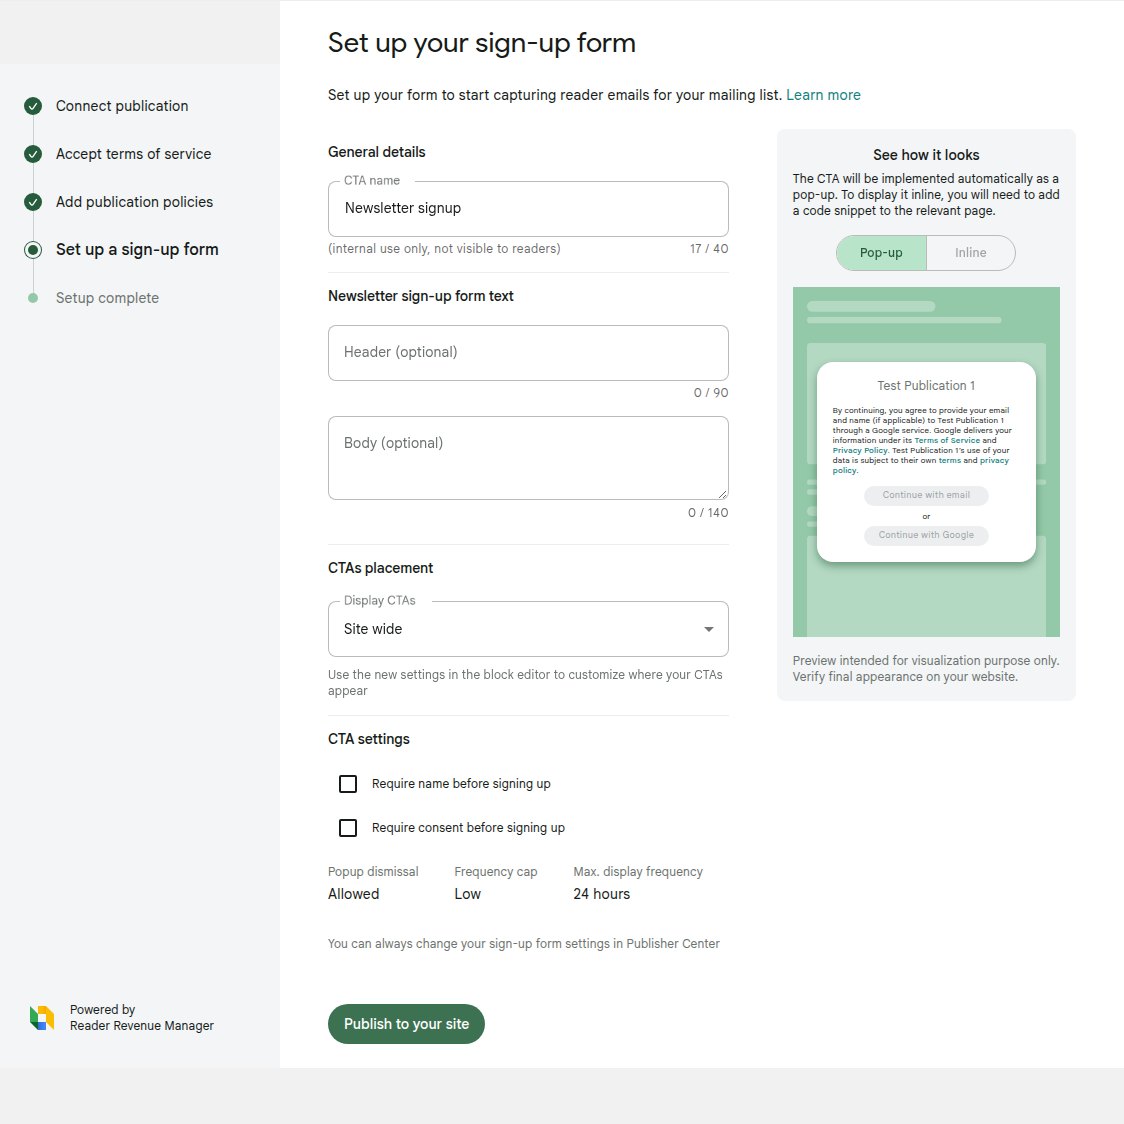 Connect publication
Accept terms of service
Add publication policies
Set up a sign-up form
Setup complete
Powered by
Reader Revenue Manager
Set up your sign-up form
Set up your form to start capturing reader emails for your mailing list. Learn more
General details
CTA name
Newsletter signup
(internal use only, not visible to readers) 17 / 40
Newsletter sign-up form text
Header (optional)
0 / 90
Body (optional)
0 / 140
CTAs placement
Display CTAs
Site wide
Use the new settings in the block editor to customize where your CTAs
appear
CTA settings
Require name before signing up
Require consent before signing up
Popup dismissal Frequency cap Max. display frequency
Allowed Low 24 hours
You can always change your sign-up form settings in Publisher Center
Publish to your site
See how it looks
The CTA will be implemented automatically as a
pop-up. To display it inline, you will need to add
a code snippet to the relevant page.
Pop-up Inline
Test Publication 1
By continuing, you agree to provide your email
and name (if applicable) to Test Publication 1
through a Google service. Google delivers your
information under its Terms of Service and
Privacy Policy. Test Publication 1's use of your
data is subject to their own terms and privacy
policy.
Continue with email
or
Continue with Google
Preview intended for visualization purpose only.
Verify final appearance on your website.